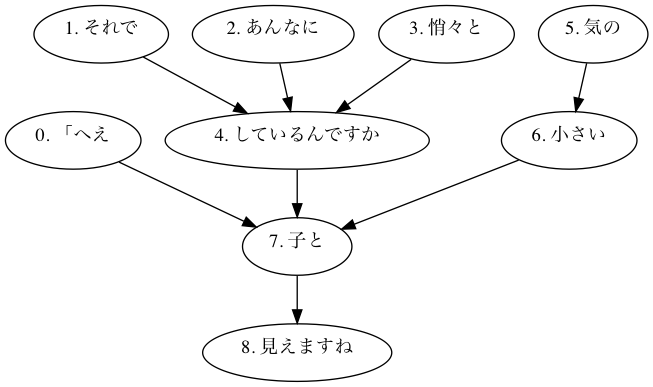 1. それで
2. あんなに
3. 悄々と
5. 気の
0. 「へえ
4. しているんですか
6. 小さい
7. 子と
8. 見えますね